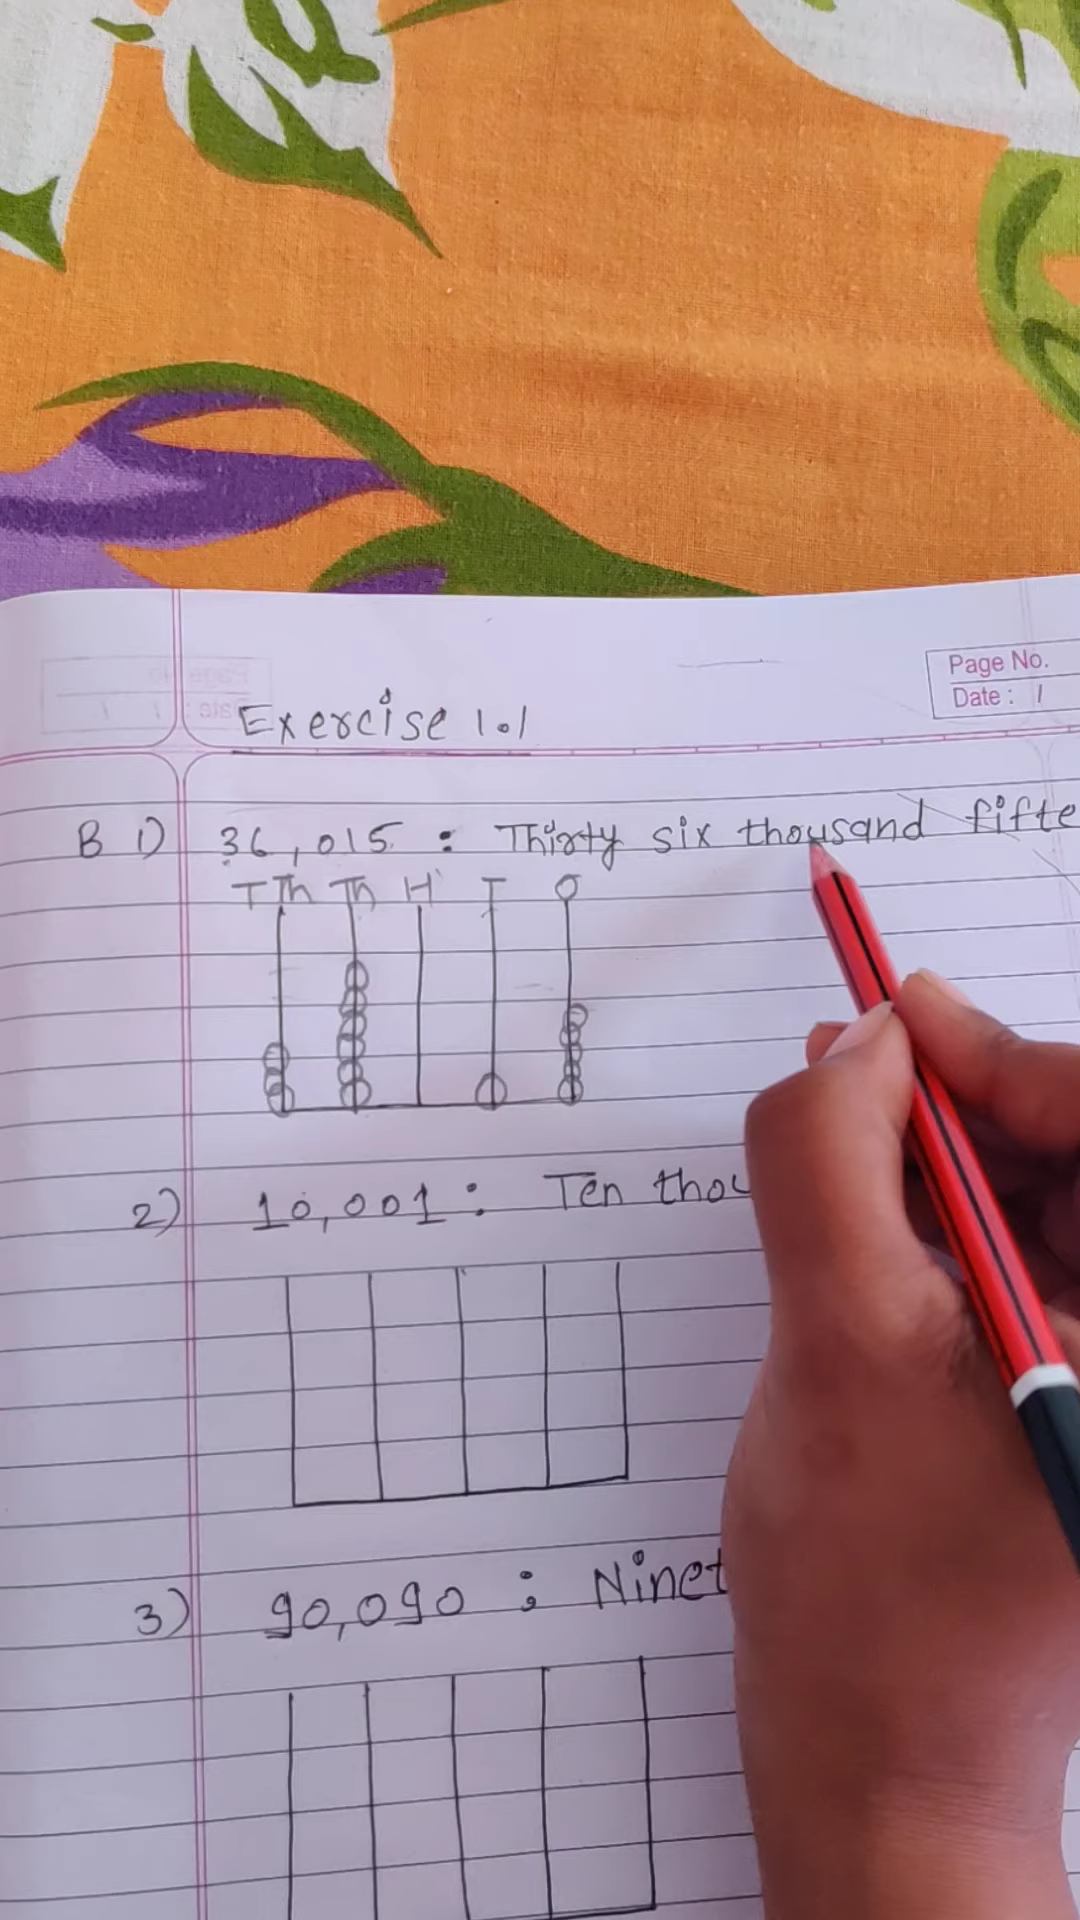 Page No.
Date : /
Exercise 1.1
B 1) 36,015 : Thirty six thousand fifte
T Th Th H T O
2) 10,001 : Ten thou
3) 90,090 : Ninet